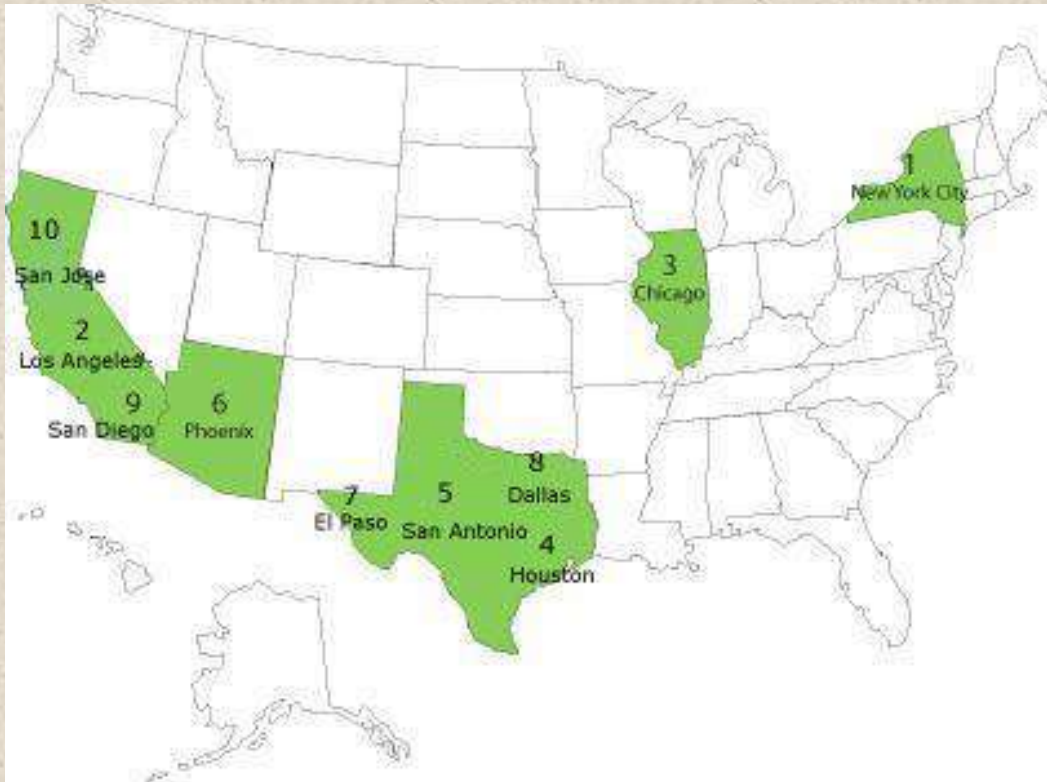 1
New York City
10
San Jose
3
Chicago
2
Los Angeles
9
San Diego
6
Phoenix
8
Dallas
7
El Paso
5
San Antonio
4
Houston